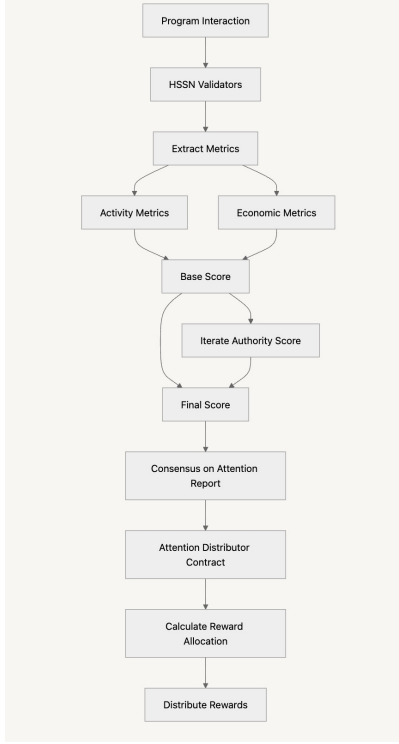 Program Interaction
HSSN Validators
Extract Metrics
Activity Metrics
Economic Metrics
Base Score
Iterate Authority Score
Final Score
Consensus on Attention
Report
Attention Distributor
Contract
Calculate Reward
Allocation
Distribute Rewards